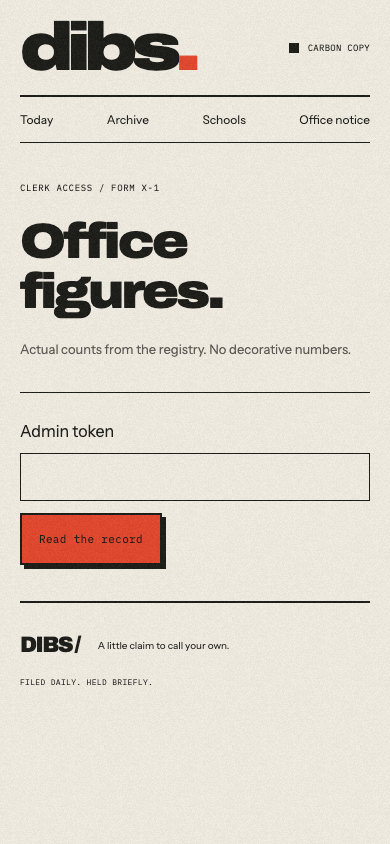 dibs.
CARBON COPY
Today Archive Schools Office notice
CLERK ACCESS / FORM X-1
Office
figures.
Actual counts from the registry. No decorative numbers.
Admin token
Read the record
DIBS/ A little claim to call your own.
FILED DAILY. HELD BRIEFLY.